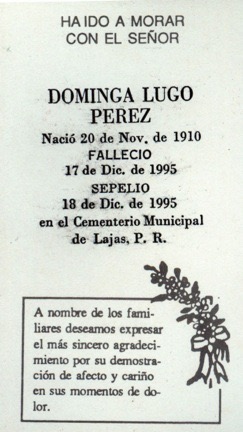 HA IDO A MORAR
CON EL SEÑOR
DOMINGA LUGO
PEREZ
Nació 20 de Nov. de 1910
FALLECIO
17 de Dic. de 1995
SEPELIO
18 de Dic. de 1995
en el Cementerio Municipal
de Lajas, P. R.
A nombre de los fami-
liares deseamos expresar
el más sincero agradeci-
miento por su demostra-
ción de afecto y cariño
en sus momentos de do-
lor.